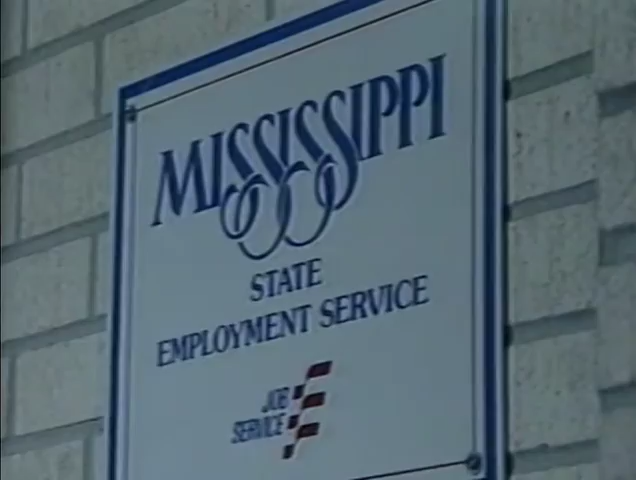 MISSISSIPPI
STATE
EMPLOYMENT SERVICE
JOB
SERVICE